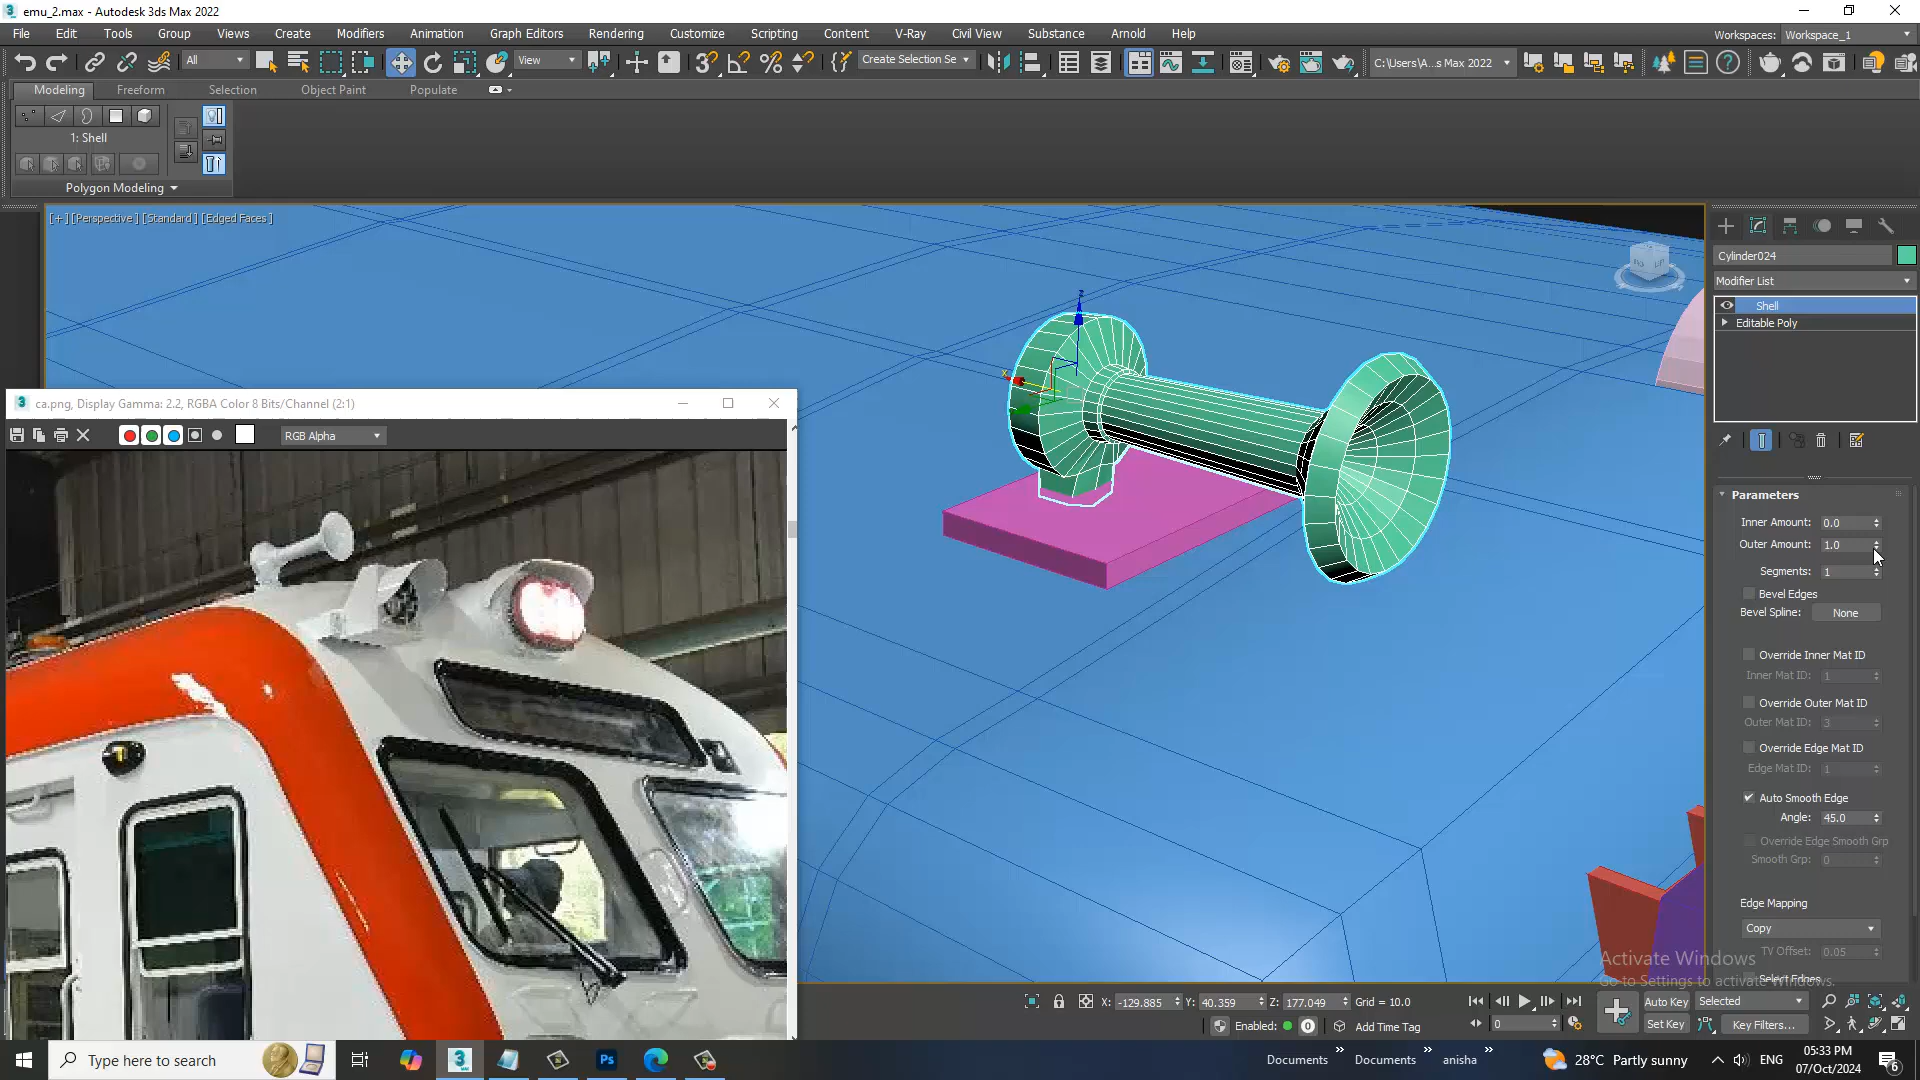 emu_2.max - Autodesk 3ds Max 2022
File Edit Tools Group Views Create Modifiers Animation Graph Editors Rendering Customize Scripting Content V-Ray Civil View Substance Arnold Help
Workspaces: Workspace_1
All
View
Create Selection Se
C:\Users\A...s Max 2022
Modeling Freeform Selection Object Paint Populate
1: Shell
Polygon Modeling
[+] [Perspective] [Standard] [Edged Faces]
Cylinder024
Modifier List
Shell
Editable Poly
ca.png, Display Gamma: 2.2, RGBA Color 8 Bits/Channel (2:1)
RGB Alpha
Parameters
Inner Amount: 0.0
Outer Amount: 1.0
Segments: 1
Bevel Edges
Bevel Spline: None
Override Inner Mat ID
Inner Mat ID: 1
Override Outer Mat ID
Outer Mat ID: 3
Override Edge Mat ID
Edge Mat ID: 1
Auto Smooth Edge
Angle: 45.0
Override Edge Smooth Grp
Smooth Grp: 0
Edge Mapping
Copy
TV Offset: 0.05
Select Edges
Activate Windows
Go to Settings to activate Windows.
X: -129.885 Y: 40.359 Z: 177.049 Grid = 10.0
Enabled: 0 Add Time Tag
0
Auto Key Selected
Set Key Key Filters...
Type here to search
Documents Documents anisha
28°C Partly sunny
ENG
05:33 PM
07/Oct/2024
6